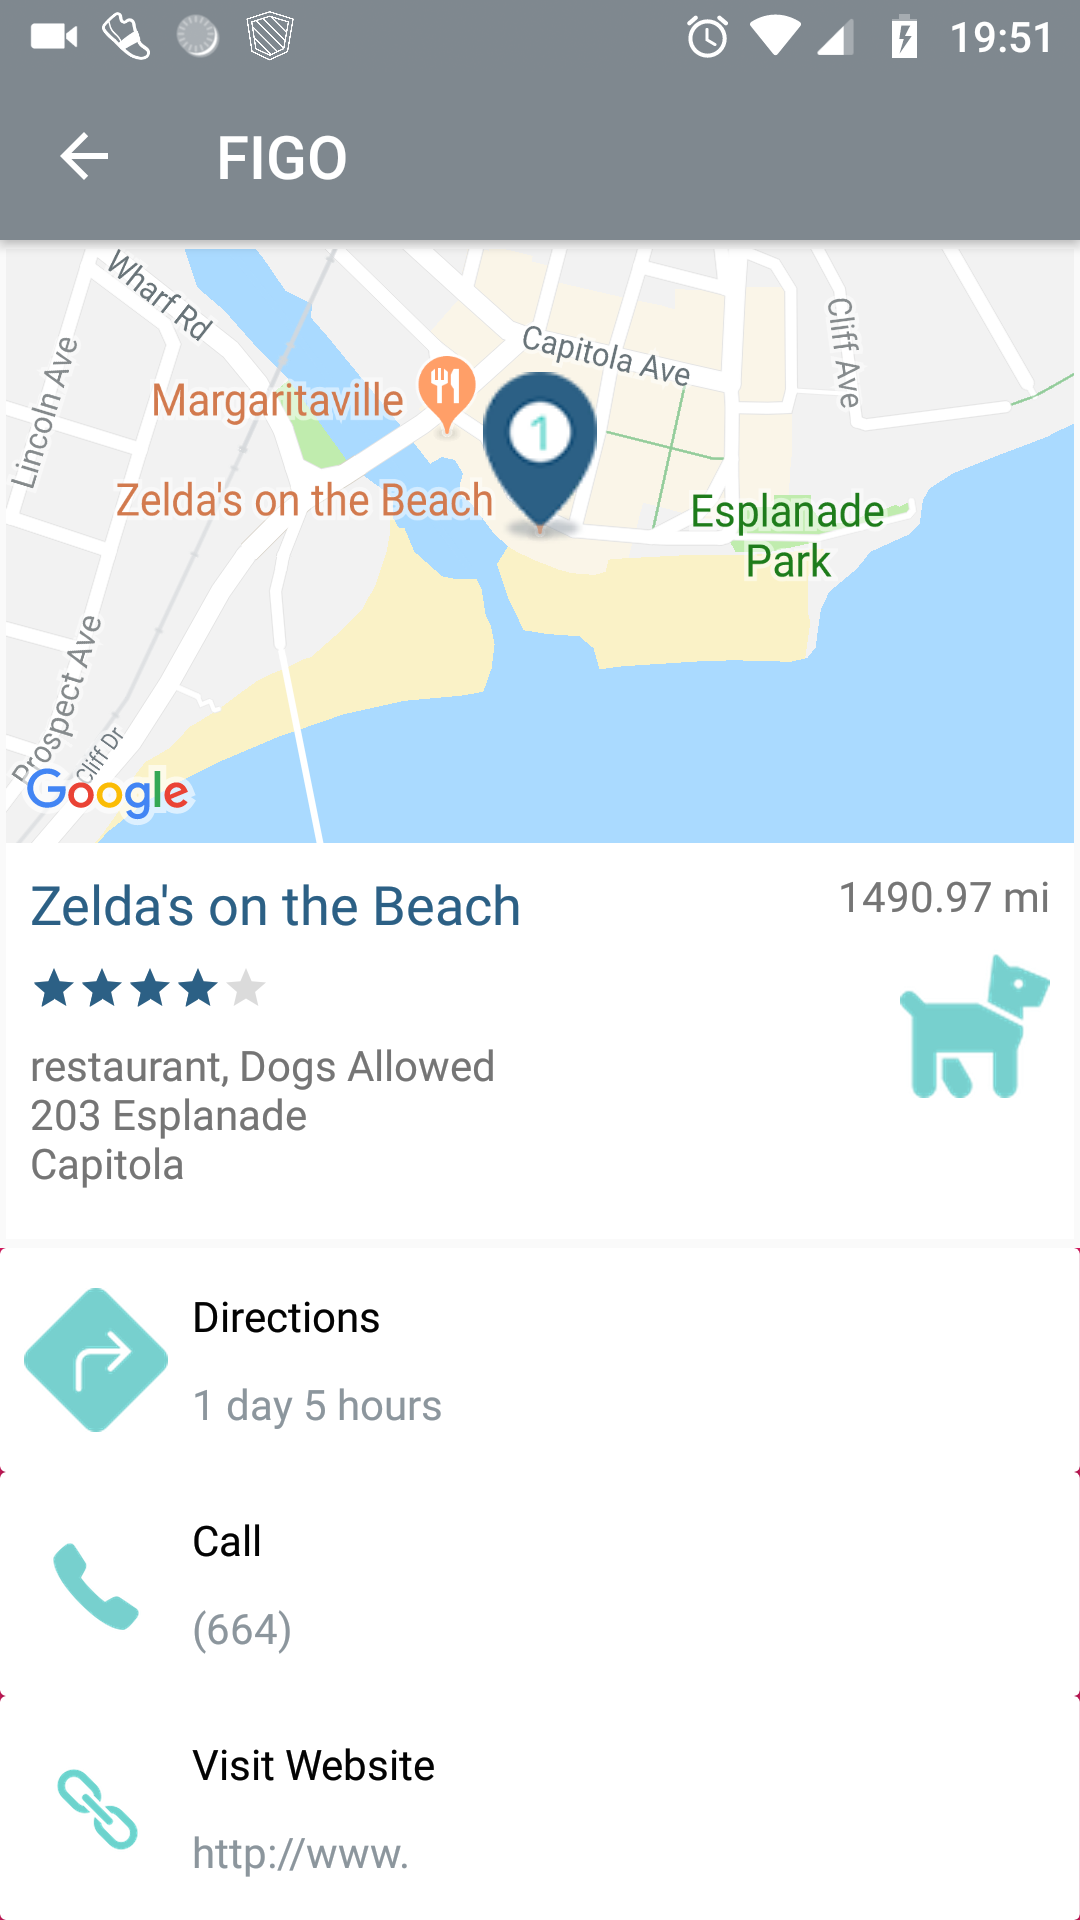 19:51
FIGO
Wharf Rd
Lincoln Ave
Capitola Ave
Cliff Ave
Margaritaville
1
Zelda's on the Beach
Esplanade
Park
Prospect Ave
Cliff Dr
Google
Zelda's on the Beach
1490.97 mi
restaurant, Dogs Allowed
203 Esplanade
Capitola
Directions
1 day 5 hours
Call
(664)
Visit Website
http://www.